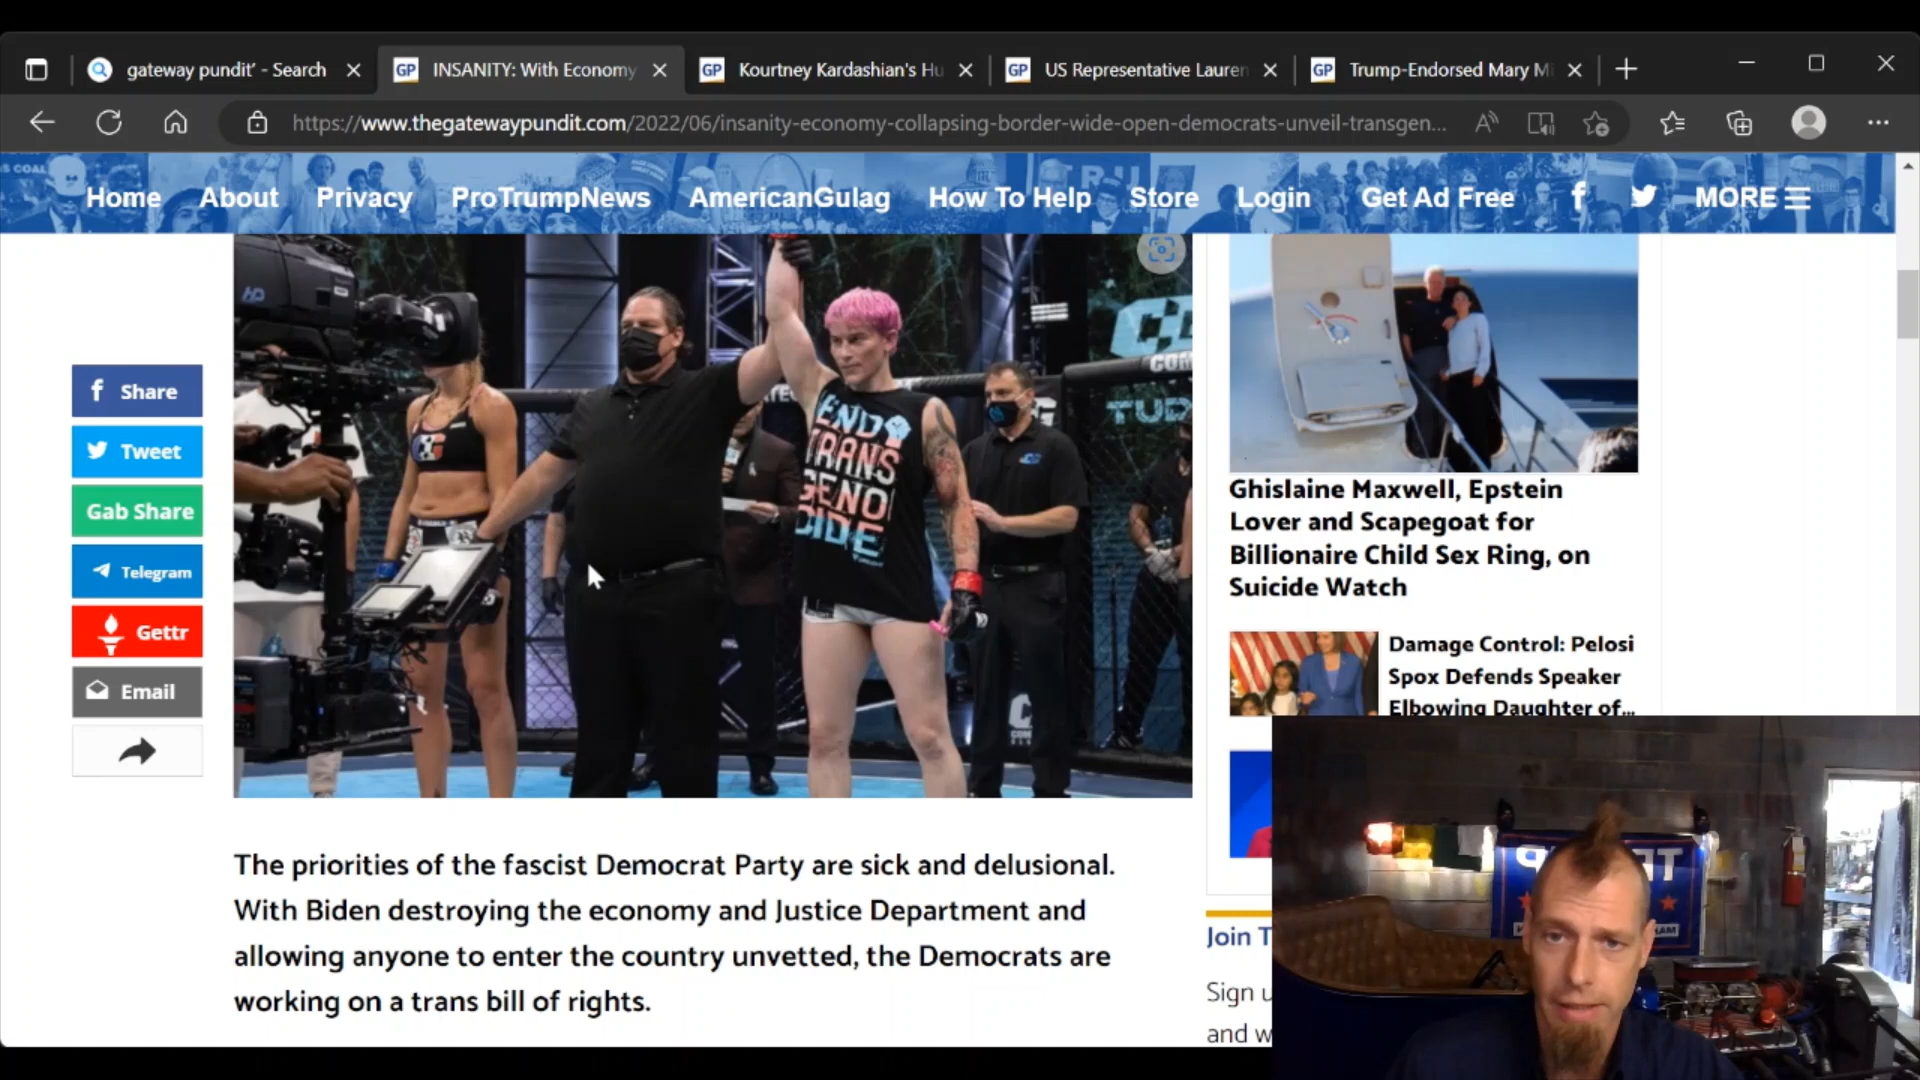 gateway pundit' - Search
INSANITY: With Economy
Kourtney Kardashian's Hu
US Representative Lauren
Trump-Endorsed Mary Mi
https://www.thegatewaypundit.com/2022/06/insanity-economy-collapsing-border-wide-open-democrats-unveil-transgen...
Home About Privacy ProTrumpNews AmericanGulag How To Help Store Login Get Ad Free MORE
Share
Tweet
Gab Share
Telegram
Gettr
Email
HD
END
TRANS
GENO
CIDE
TUD
Ghislaine Maxwell, Epstein
Lover and Scapegoat for
Billionaire Child Sex Ring, on
Suicide Watch
Damage Control: Pelosi
Spox Defends Speaker
Elbowing Daughter of...
The priorities of the fascist Democrat Party are sick and delusional.
With Biden destroying the economy and Justice Department and
allowing anyone to enter the country unvetted, the Democrats are
working on a trans bill of rights.
Join T
Sign u
and w